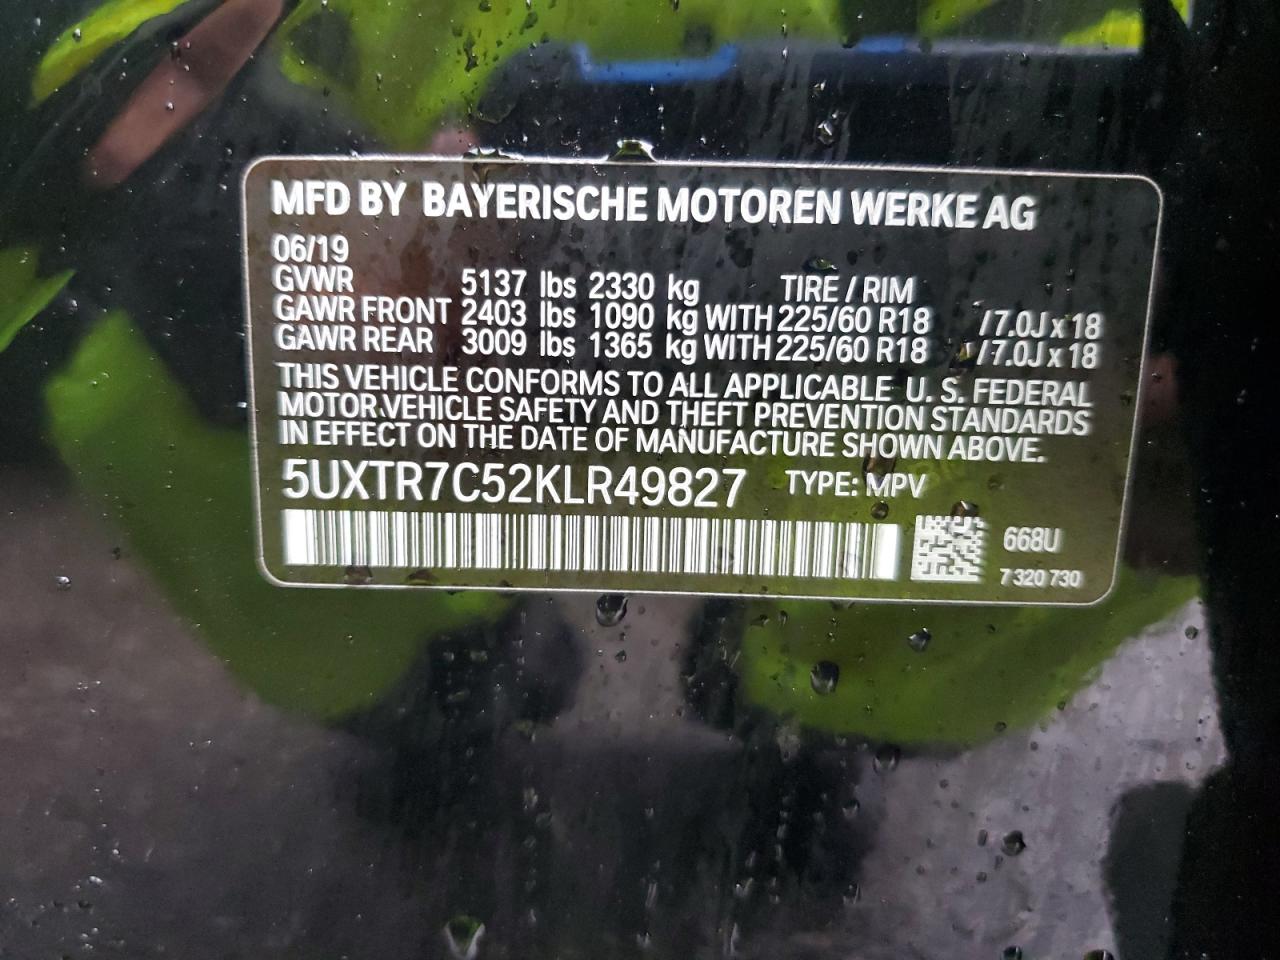 MFD BY BAYERISCHE MOTOREN WERKE AG
06/19
GVWR 5137 lbs 2330 kg TIRE / RIM
GAWR FRONT 2403 lbs 1090 kg WITH 225/60 R18 / 7.0J x 18
GAWR REAR 3009 lbs 1365 kg WITH 225/60 R18 / 7.0J x 18
THIS VEHICLE CONFORMS TO ALL APPLICABLE U. S. FEDERAL
MOTOR VEHICLE SAFETY AND THEFT PREVENTION STANDARDS
IN EFFECT ON THE DATE OF MANUFACTURE SHOWN ABOVE.
5UXTR7C52KLR49827 TYPE: MPV
668U
7 320 730